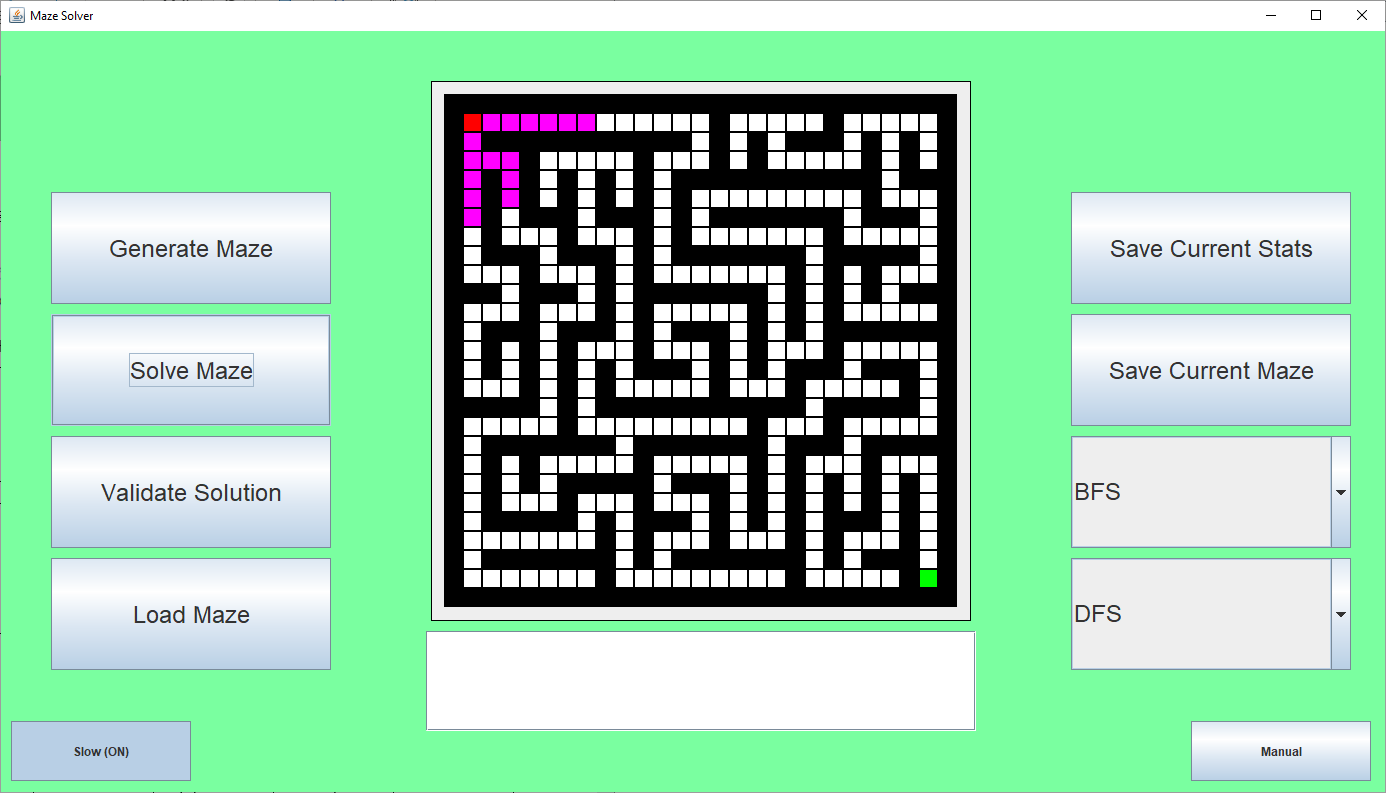 Maze Solver
Generate Maze
Solve Maze
Validate Solution
Load Maze
Slow (ON)
Save Current Stats
Save Current Maze
BFS
DFS
Manual